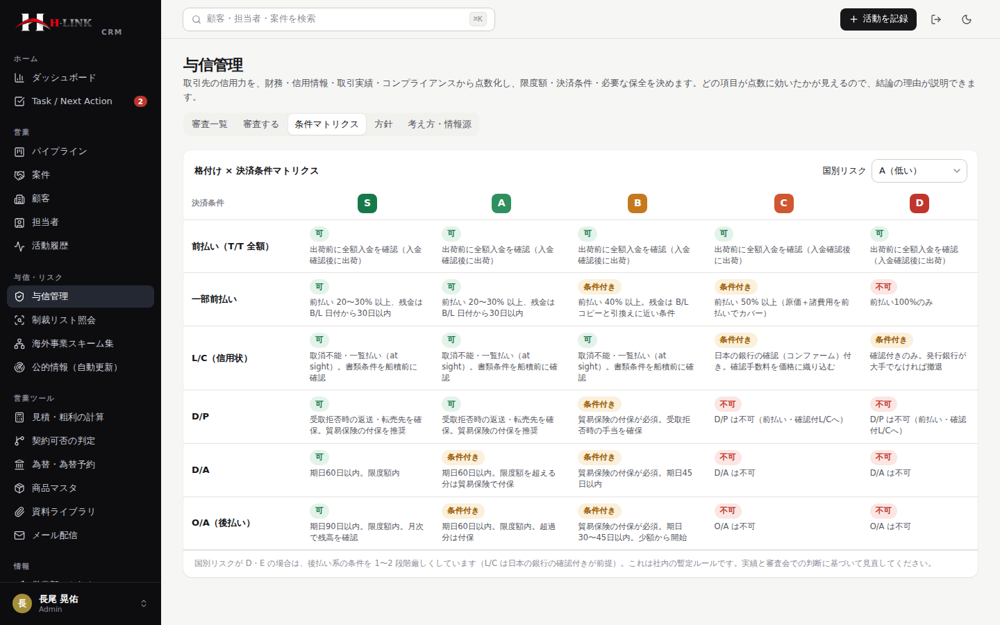 H-LINK CRM
ホーム
ダッシュボード
Task / Next Action 2
営業
パイプライン
案件
顧客
担当者
活動履歴
与信・リスク
与信管理
制裁リスト照会
海外事業スキーム集
公的情報（自動更新）
営業ツール
見積・粗利の計算
契約可否の判定
為替・為替予約
商品マスタ
資料ライブラリ
メール配信
情報
長 長尾 晃佑
Admin
顧客・担当者・案件を検索 ⌘K
活動を記録
与信管理
取引先の信用力を、財務・信用情報・取引実績・コンプライアンスから点数化し、限度額・決済条件・必要な保全を決めます。どの項目が点数に効いたかが見えるので、結論の理由が説明できま
す。
審査一覧 審査する 条件マトリクス 方針 考え方・情報源
格付け × 決済条件マトリクス 国別リスク A（低い）
決済条件 S A B C D
前払い（T/T 全額）
可
出荷前に全額入金を確認（入金
確認後に出荷）
可
出荷前に全額入金を確認（入金
確認後に出荷）
可
出荷前に全額入金を確認（入金
確認後に出荷）
可
出荷前に全額入金を確認（入金確認後
に出荷）
可
出荷前に全額入金を確認
（入金確認後に出荷）
一部前払い
可
前払い 20〜30% 以上、残金は
B/L 日付から30日以内
可
前払い 20〜30% 以上、残金は
B/L 日付から30日以内
条件付き
前払い 40% 以上。残金は B/L
コピーと引換えに近い条件
条件付き
前払い 50% 以上（原価＋諸費用を前
払いでカバー）
不可
前払い100%のみ
L/C（信用状）
可
取消不能・一覧払い（at
sight）。書類条件を船積前に
確認
可
取消不能・一覧払い（at
sight）。書類条件を船積前に確
認
可
取消不能・一覧払い（at
sight）。書類条件を船積前に確
認
条件付き
日本の銀行の確認（コンファーム）付
き。確認手数料を価格に織り込む
条件付き
確認付きのみ。発行銀行が
大手でなければ撤退
D/P
可
受取拒否時の返送・転売先を確
保。貿易保険の付保を推奨
可
受取拒否時の返送・転売先を確
保。貿易保険の付保を推奨
条件付き
貿易保険の付保が必須。受取拒
否時の手当を確保
不可
D/P は不可（前払い・確認付L/Cへ）
不可
D/P は不可（前払い・確認
付L/Cへ）
D/A
可
期日60日以内。限度額内
条件付き
期日60日以内。限度額を超える
分は貿易保険で付保
条件付き
貿易保険の付保が必須。期日45
日以内
不可
D/A は不可
不可
D/A は不可
O/A（後払い）
可
期日90日以内。限度額内。月次
で残高を確認
条件付き
期日60日以内。限度額内。超過
分は付保
条件付き
貿易保険の付保が必須。期日
30〜45日以内。少額から開始
不可
O/A は不可
不可
O/A は不可
国別リスクが D・E の場合は、後払い系の条件を 1〜2 段階厳しくしています（L/C は日本の銀行の確認付きが前提）。これは社内の暫定ルールです。実績と審査会での判断に基づいて見直してください。